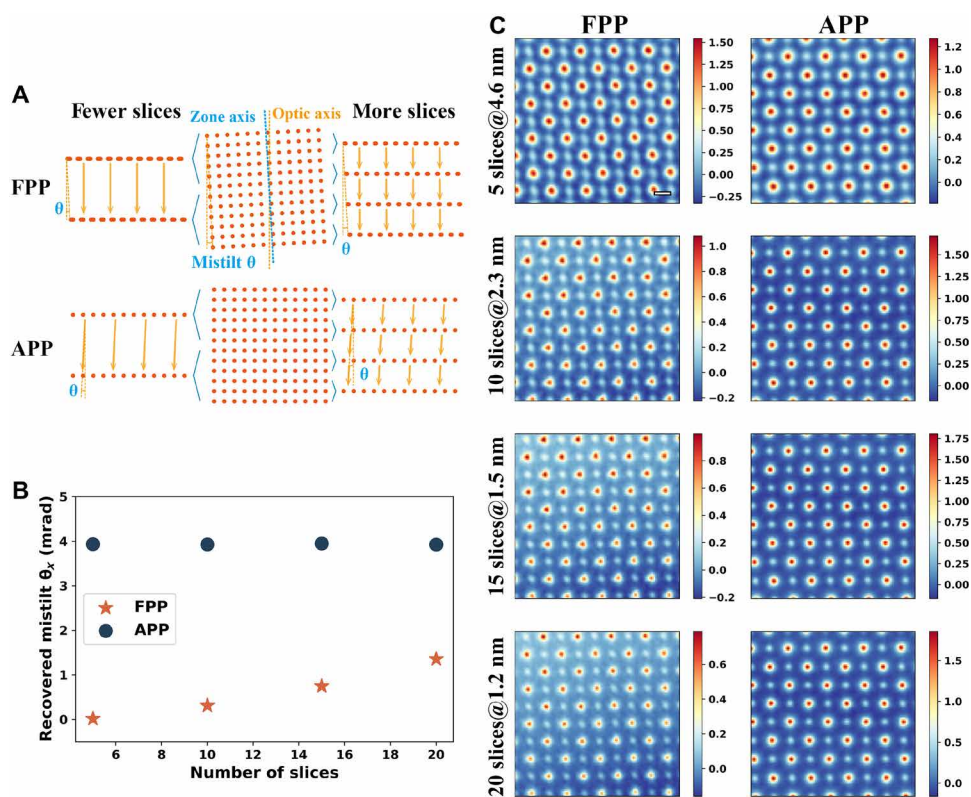 A
Fewer slices
Zone axis
Optic axis
More slices
FPP
θ
Mistilt θ
θ
APP
θ
θ
B
Recovered mistilt θx (mrad)
5
4
3
2
1
0
FPP
APP
6 8 10 12 14 16 18 20
Number of slices
C
FPP APP
5 slices@4.6 nm
1.50
1.25
1.00
0.75
0.50
0.25
0.00
−0.25
1.2
1.0
0.8
0.6
0.4
0.2
0.0
10 slices@2.3 nm
1.0
0.8
0.6
0.4
0.2
0.0
−0.2
1.50
1.25
1.00
0.75
0.50
0.25
0.00
15 slices@1.5 nm
0.8
0.6
0.4
0.2
0.0
−0.2
1.75
1.50
1.25
1.00
0.75
0.50
0.25
0.00
20 slices@1.2 nm
0.6
0.4
0.2
0.0
1.5
1.0
0.5
0.0